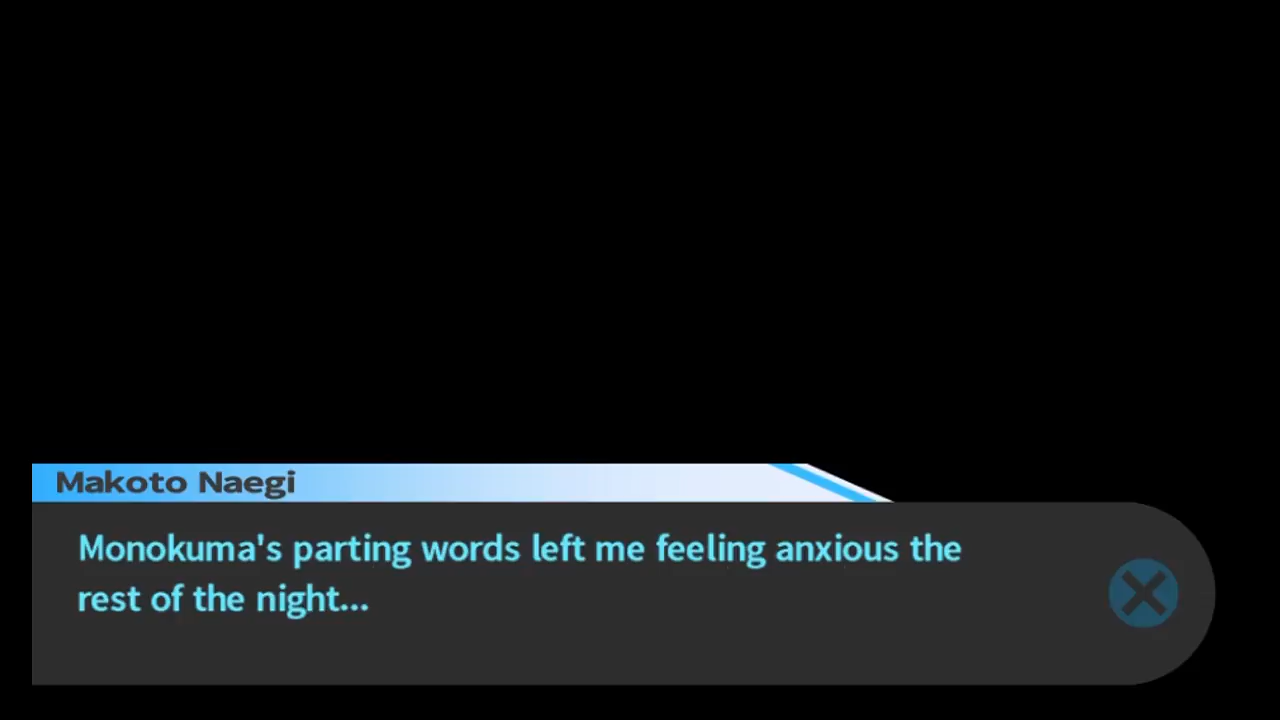 Makoto Naegi
Monokuma's parting words left me feeling anxious the
rest of the night...